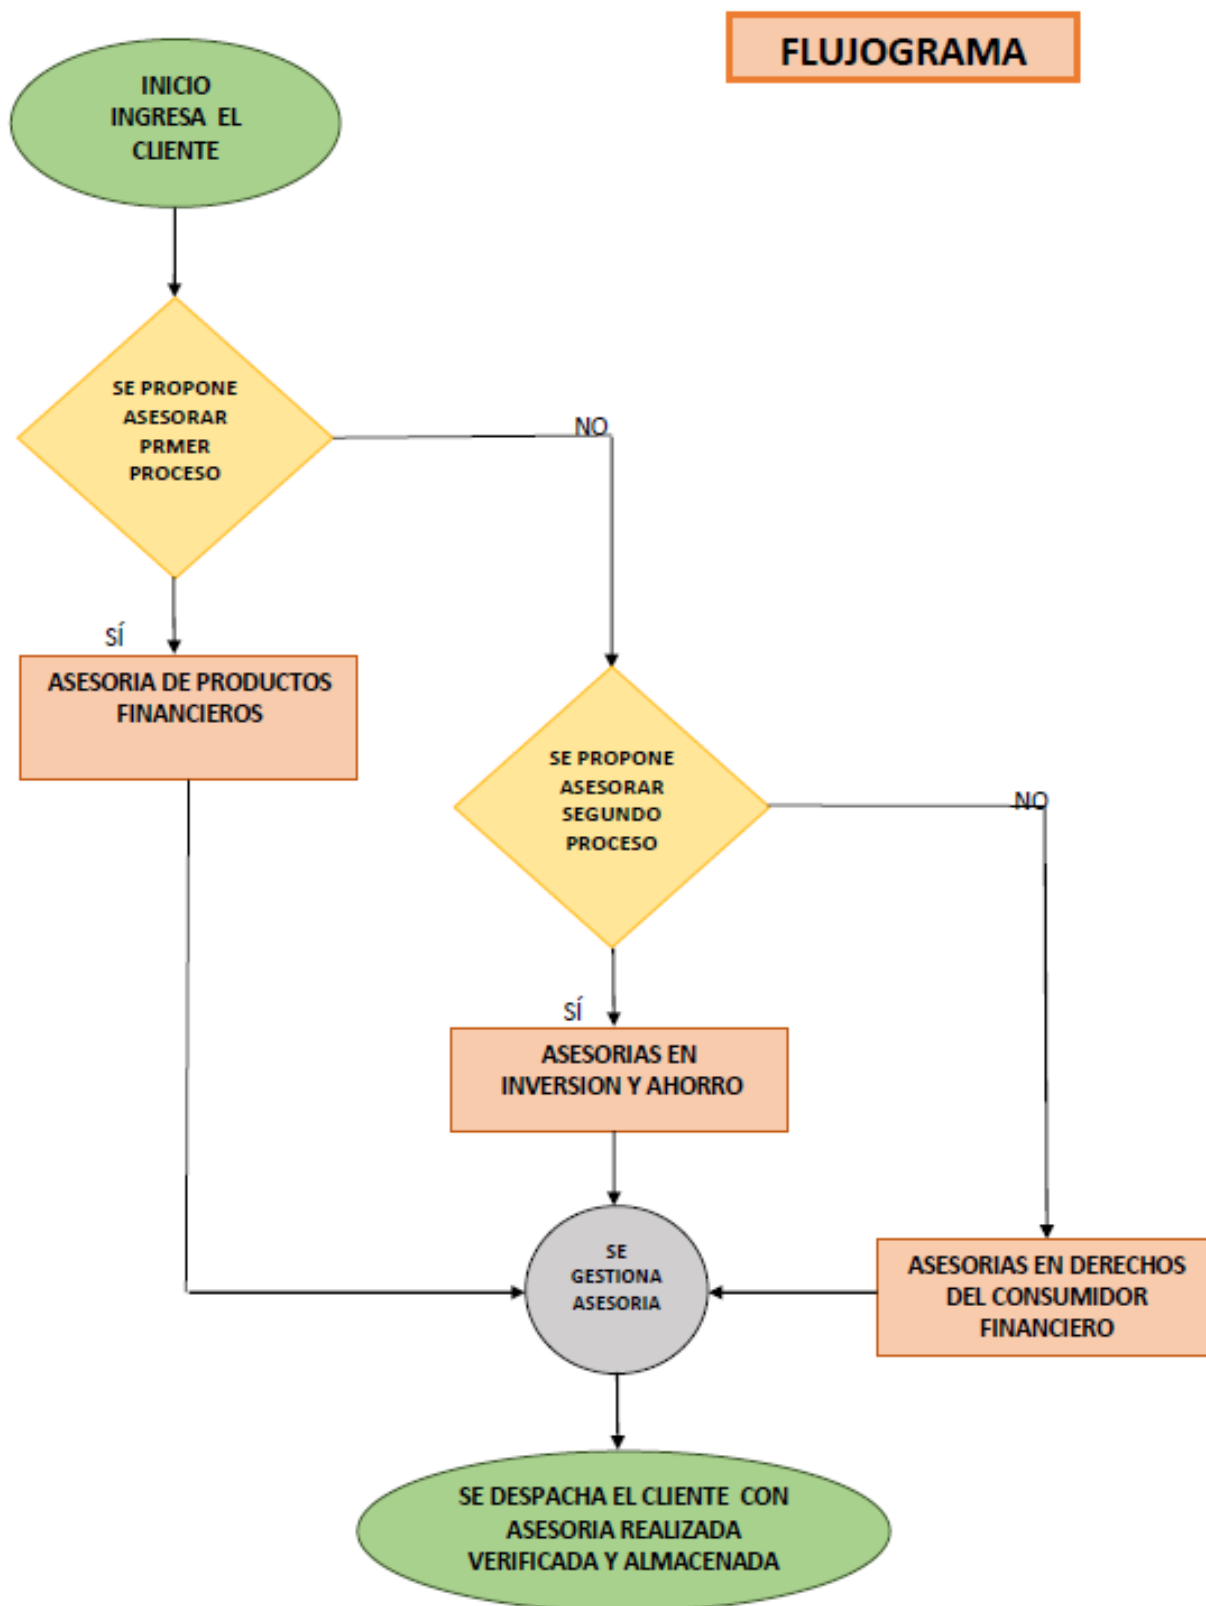 FLUJOGRAMA
INICIO
INGRESA EL
CLIENTE
SE PROPONE
ASESORAR
PRMER
PROCESO
NO
SÍ
ASESORIA DE PRODUCTOS
FINANCIEROS
SE PROPONE
ASESORAR
SEGUNDO
PROCESO
NO
SÍ
ASESORIAS EN
INVERSION Y AHORRO
SE
GESTIONA
ASESORIA
ASESORIAS EN DERECHOS
DEL CONSUMIDOR
FINANCIERO
SE DESPACHA EL CLIENTE CON
ASESORIA REALIZADA
VERIFICADA Y ALMACENADA